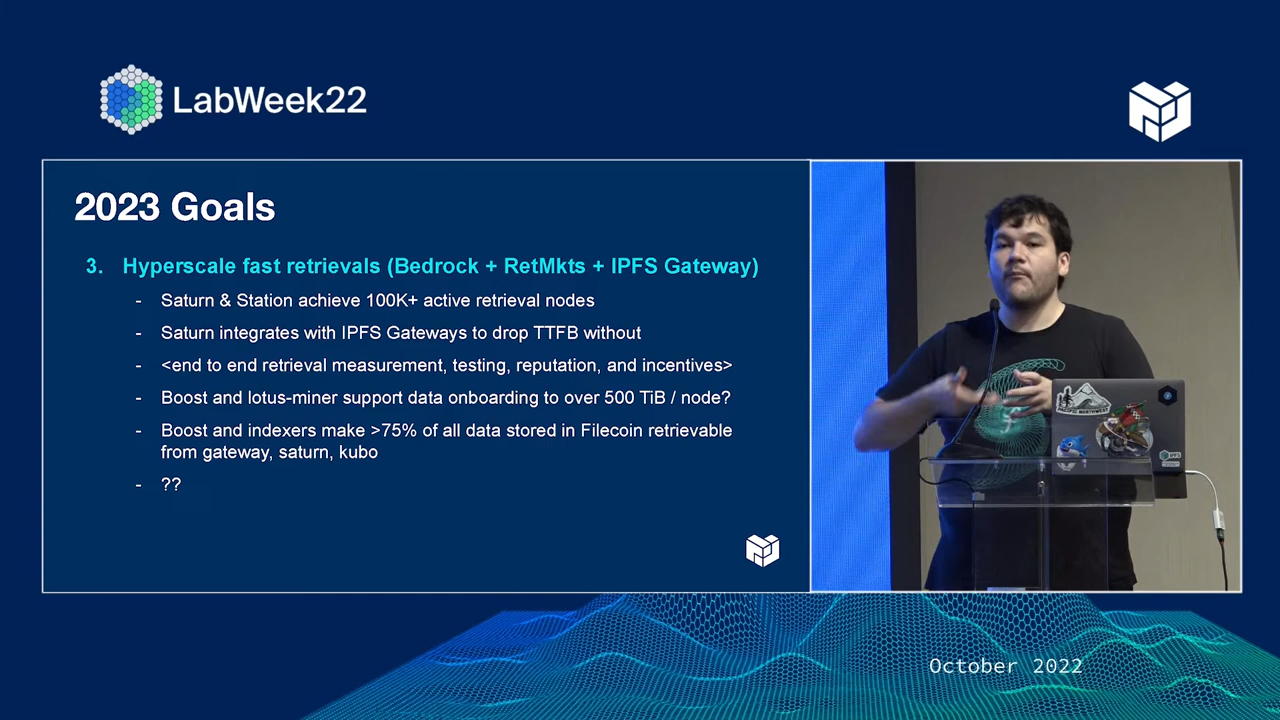 LabWeek22
2023 Goals
3. Hyperscale fast retrievals (Bedrock + RetMkts + IPFS Gateway)
- Saturn & Station achieve 100K+ active retrieval nodes
- Saturn integrates with IPFS Gateways to drop TTFB without
- <end to end retrieval measurement, testing, reputation, and incentives>
- Boost and lotus-miner support data onboarding to over 500 TiB / node?
- Boost and indexers make >75% of all data stored in Filecoin retrievable
from gateway, saturn, kubo
- ??
IPFS
October 2022